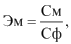 Эм = См/Сф,